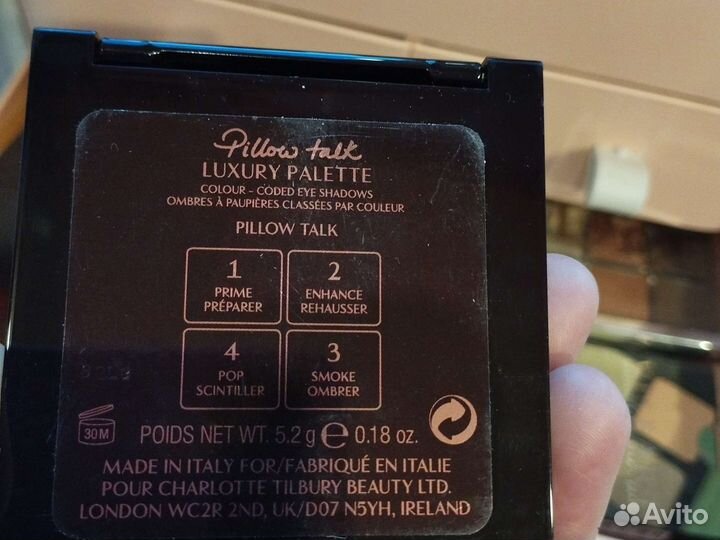 Pillow talk
LUXURY PALETTE
COLOUR - CODED EYE SHADOWS
OMBRES À PAUPIÈRES CLASSÉES PAR COULEUR
PILLOW TALK
1
PRIME
PRÉPARER
2
ENHANCE
REHAUSSER
4
POP
SCINTILLER
3
SMOKE
OMBRER
30M
POIDS NET WT. 5.2 g e 0.18 oz.
MADE IN ITALY FOR/FABRIQUÉ EN ITALIE
POUR CHARLOTTE TILBURY BEAUTY LTD.
LONDON WC2R 2ND, UK/D07 N5YH, IRELAND
Avito